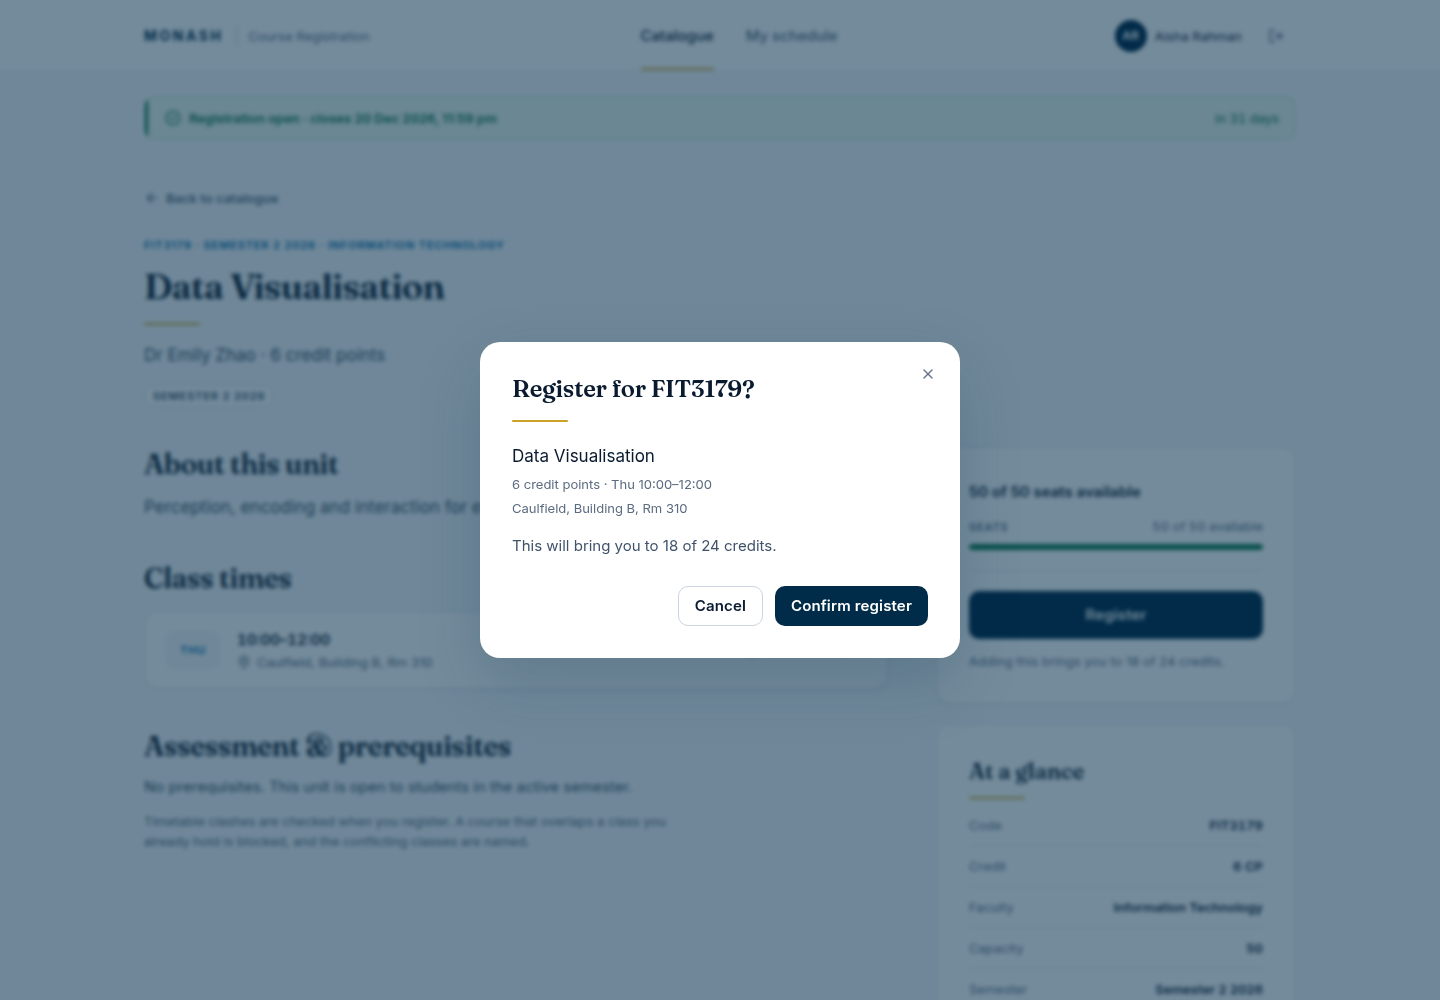 MONASH
Course Registration
Catalogue
My schedule
AR
Aisha Rahman
Registration open · closes 20 Dec 2026, 11:59 pm
in 31 days
Back to catalogue
FIT3179 · SEMESTER 2 2026 · INFORMATION TECHNOLOGY
Data Visualisation
Dr Emily Zhao · 6 credit points
SEMESTER 2 2026
About this unit
Perception, encoding and interaction for
Class times
THU
10:00–12:00
Caulfield, Building B, Rm 310
Assessment & prerequisites
No prerequisites. This unit is open to students in the active semester.
Timetable clashes are checked when you register. A course that overlaps a class you
already hold is blocked, and the conflicting classes are named.
Register for FIT3179?
Data Visualisation
6 credit points · Thu 10:00–12:00
Caulfield, Building B, Rm 310
This will bring you to 18 of 24 credits.
Cancel
Confirm register
50 of 50 seats available
SEATS
50 of 50 available
Register
Adding this brings you to 18 of 24 credits.
At a glance
Code
FIT3179
Credit
6 CP
Faculty
Information Technology
Capacity
50
Semester
Semester 2 2026